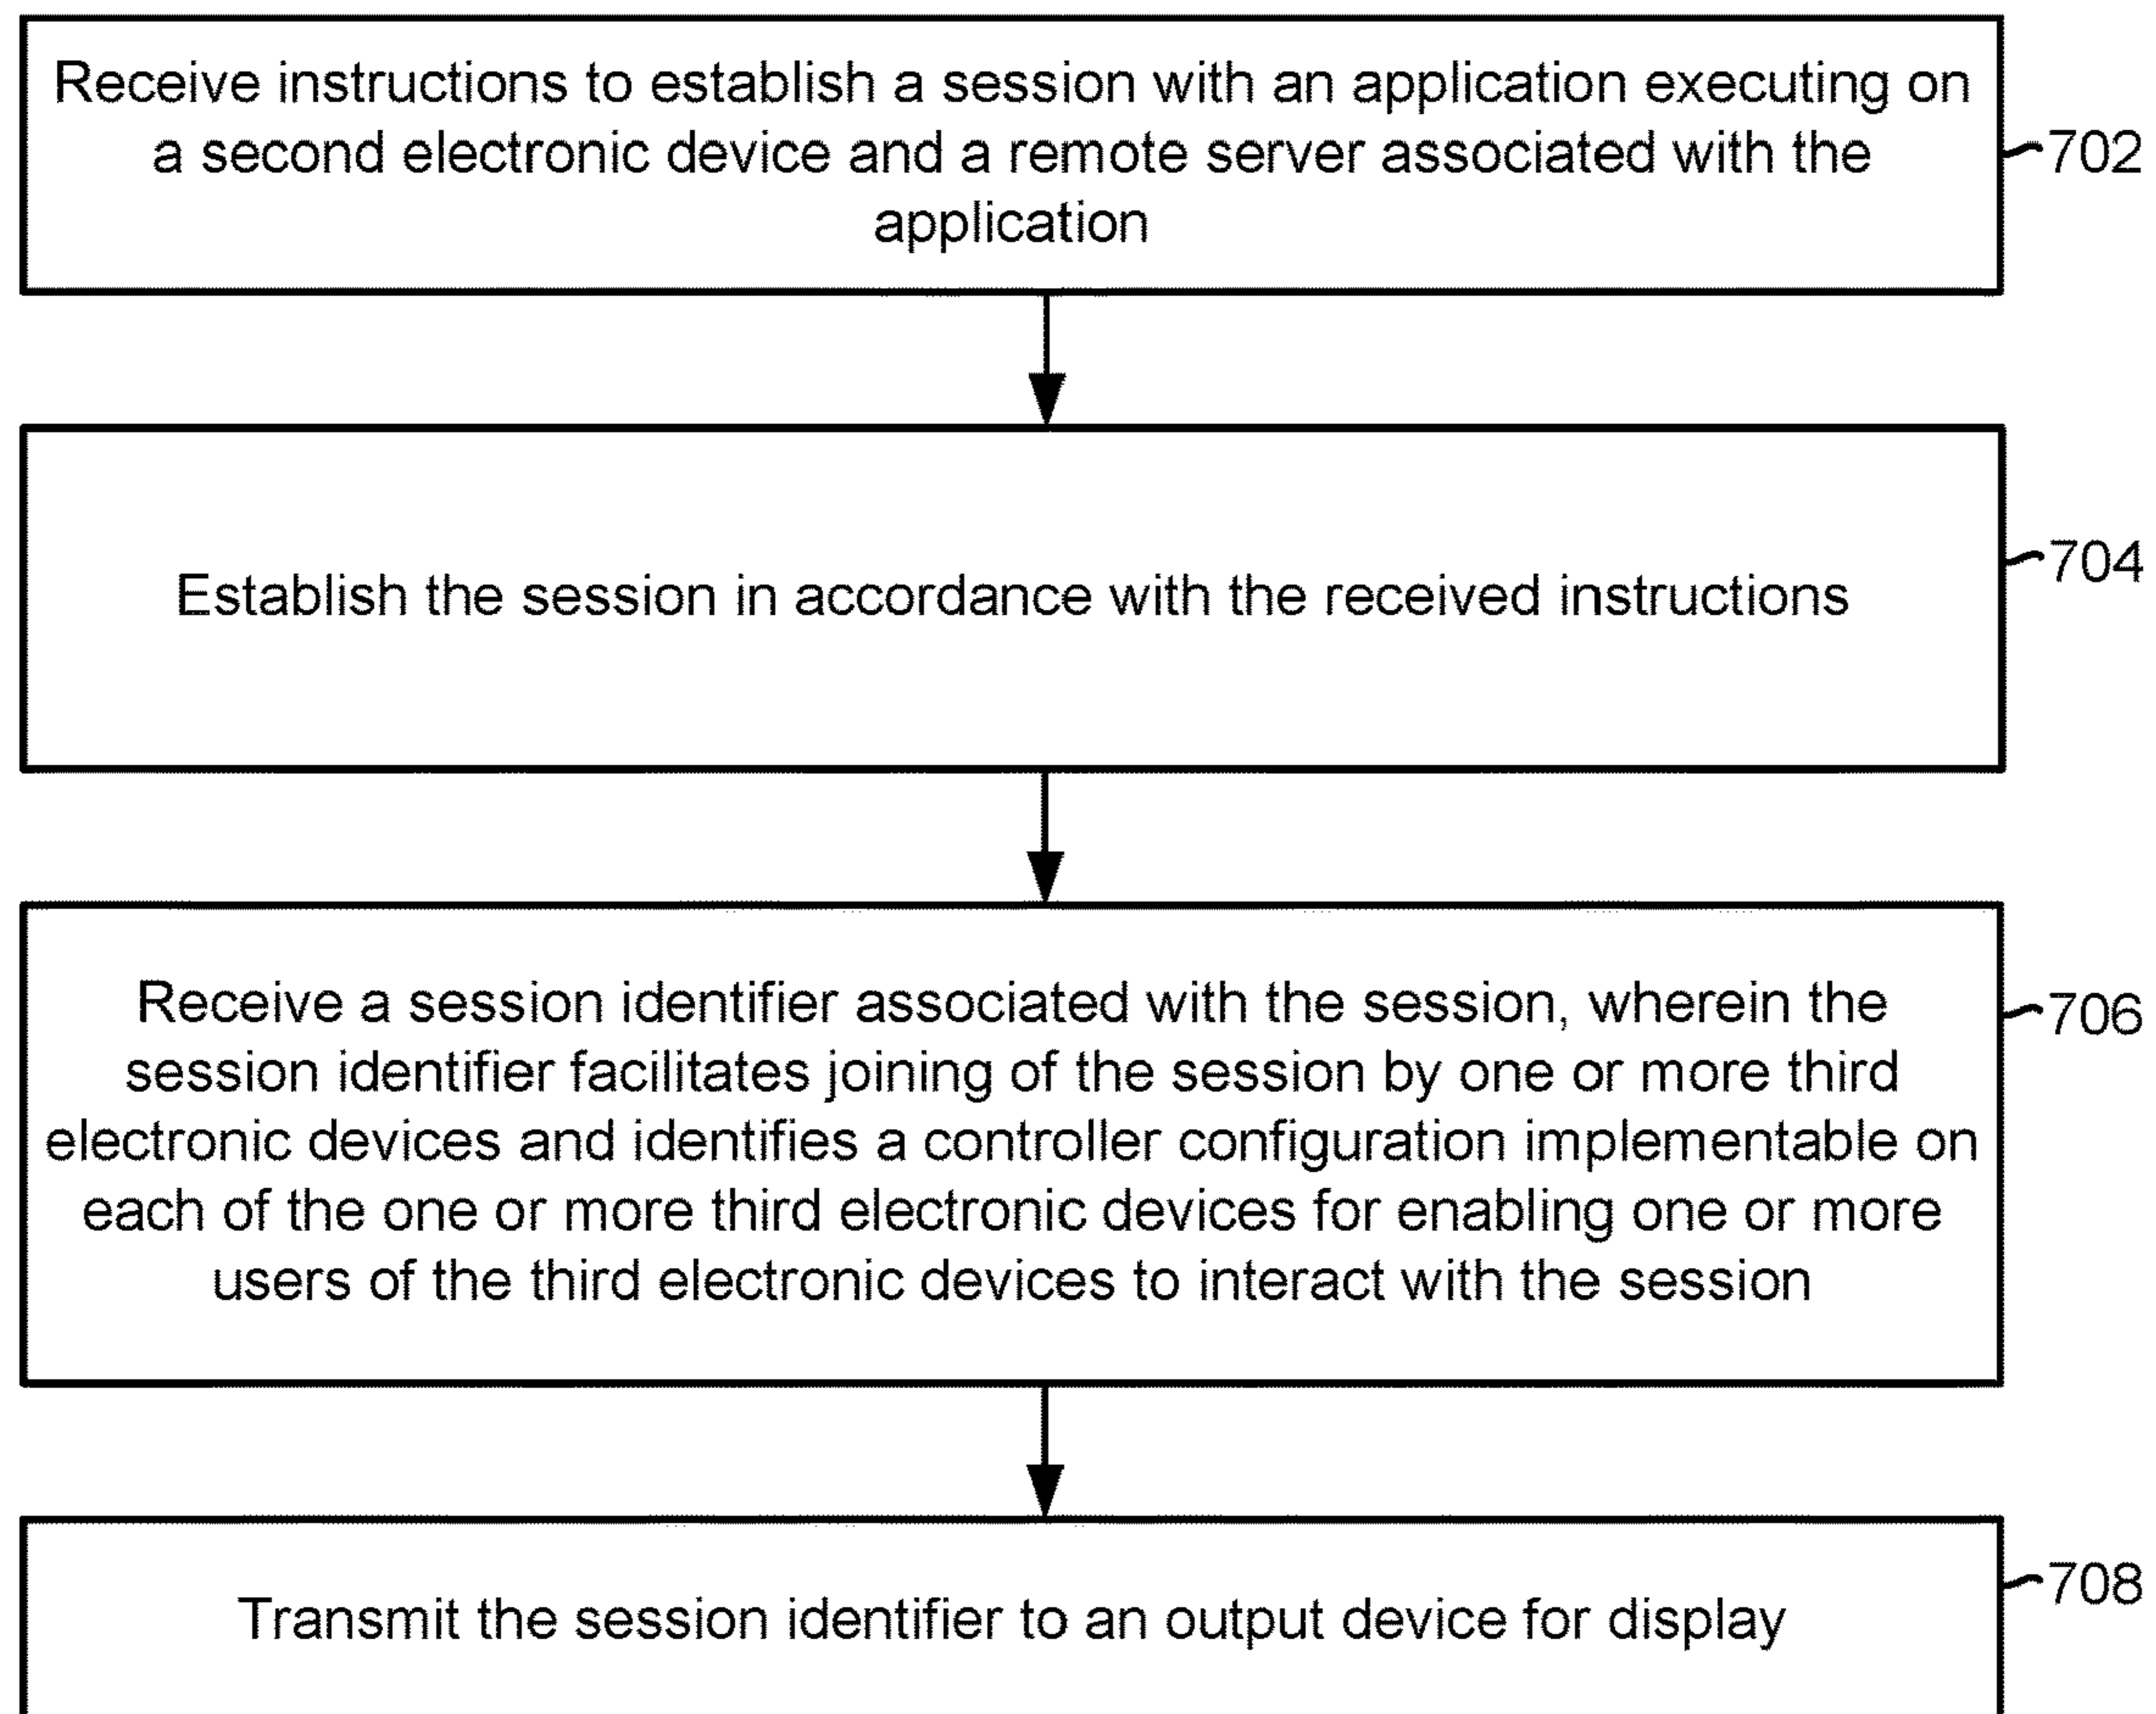 Receive instructions to establish a session with an application executing on
a second electronic device and a remote server associated with the
application
702
Establish the session in accordance with the received instructions
704
Receive a session identifier associated with the session, wherein the
session identifier facilitates joining of the session by one or more third
electronic devices and identifies a controller configuration implementable on
each of the one or more third electronic devices for enabling one or more
users of the third electronic devices to interact with the session
706
Transmit the session identifier to an output device for display
708